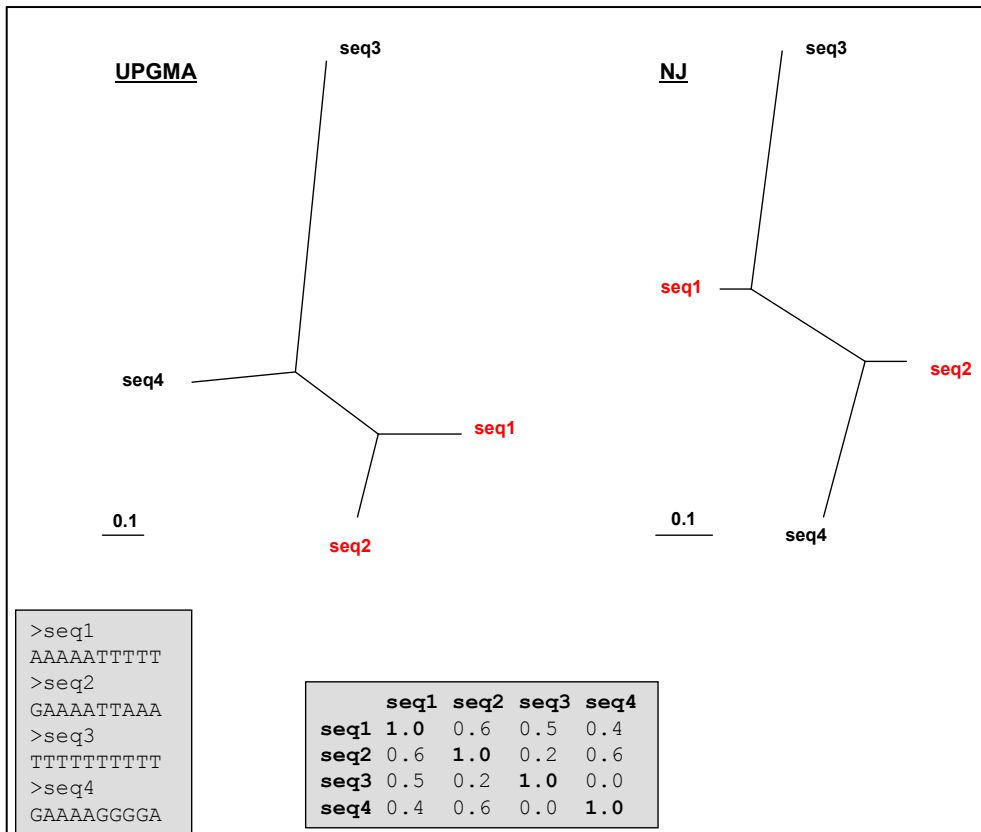 UPGMA
seq3
seq4
seq1
seq2
0.1
NJ
seq3
seq1
seq2
seq4
0.1
>seq1
AAAAATTTTT
>seq2
GAAAATTAAA
>seq3
TTTTTTTTTT
>seq4
GAAAAGGGGA
seq1 seq2 seq3 seq4
seq1 1.0 0.6 0.5 0.4
seq2 0.6 1.0 0.2 0.6
seq3 0.5 0.2 1.0 0.0
seq4 0.4 0.6 0.0 1.0